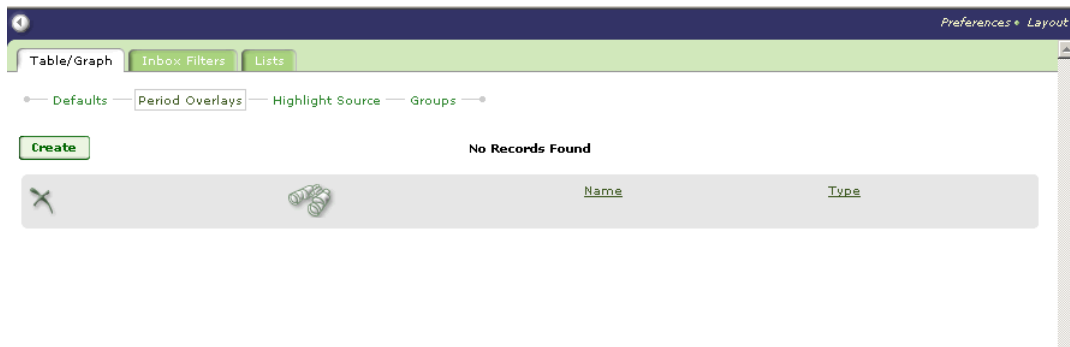 Preferences • Layout
Table/Graph Inbox Filters Lists
Defaults Period Overlays Highlight Source Groups
Create No Records Found
Name Type